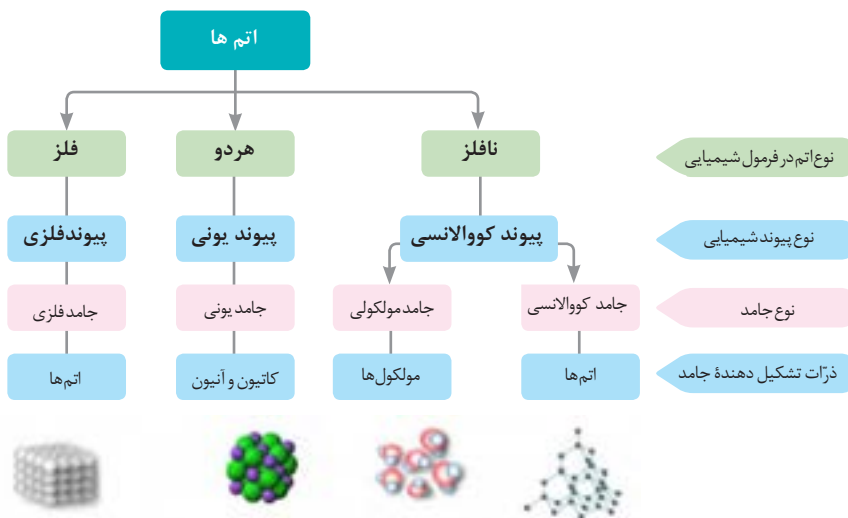 اتم ها
نوع اتم در فرمول شیمیایی
نافلز
هر دو
فلز
نوع پیوند شیمیایی
پیوند کووالانسی
پیوند یونی
پیوند فلزی
نوع جامد
جامد کووالانسی
جامد مولکولی
جامد یونی
جامد فلزی
ذرّات تشکیل دهندهٔ جامد
اتم‌ها
مولکول‌ها
کاتیون و آنیون
اتم‌ها